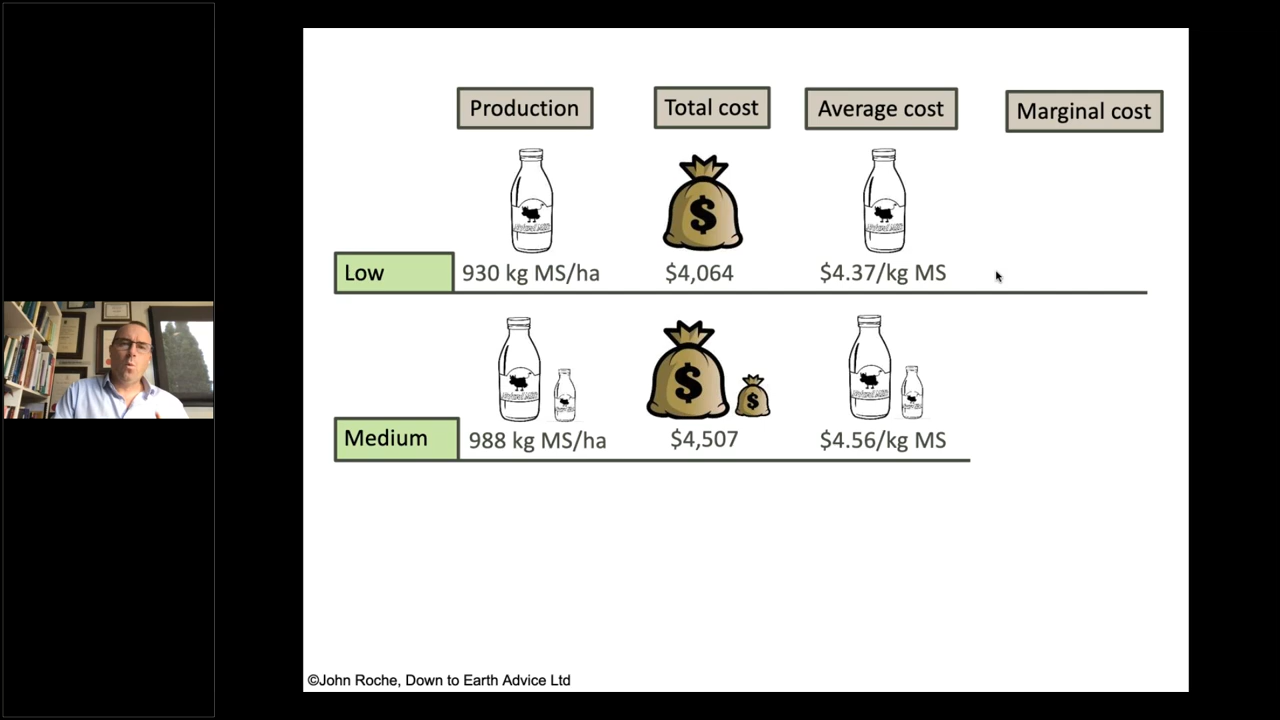 Production Total cost Average cost Marginal cost
$
Low 930 kg MS/ha $4,064 $4.37/kg MS
$ $
Medium 988 kg MS/ha $4,507 $4.56/kg MS
©John Roche, Down to Earth Advice Ltd